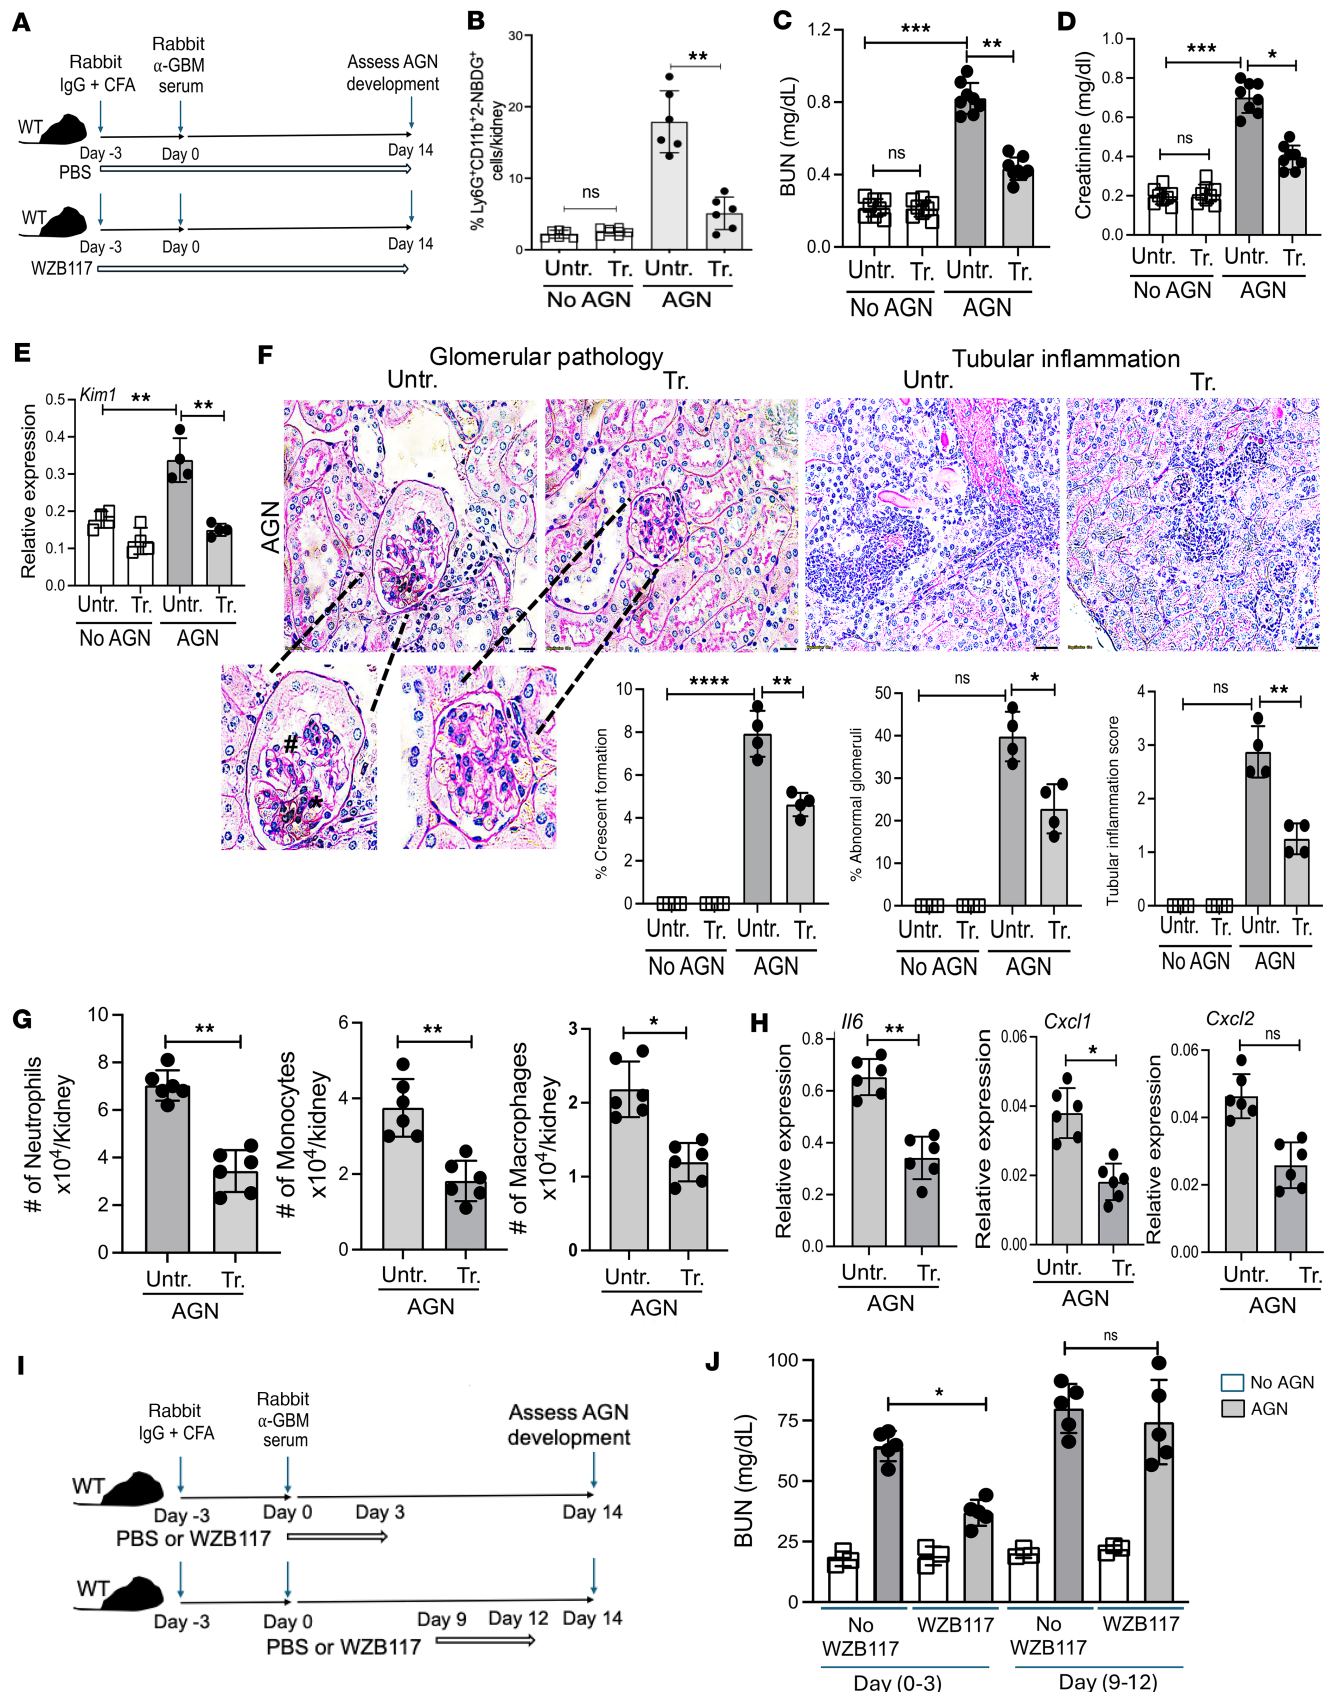 A
Rabbit
IgG + CFA
Rabbit
α-GBM
serum
Assess AGN
development
WT
Day -3
Day 0
Day 14
PBS
WT
Day -3
Day 0
Day 14
WZB117
B
% Ly6G+CD11b+2-NBDG+
cells/kidney
30
20
10
0
ns
**
Untr.
Tr.
Untr.
Tr.
No AGN
AGN
C
BUN (mg/dL)
1.2
0.8
0.4
0.0
***
**
ns
Untr.
Tr.
Untr.
Tr.
No AGN
AGN
D
Creatinine (mg/dl)
1.0
0.8
0.6
0.4
0.2
0.0
***
*
ns
Untr.
Tr.
Untr.
Tr.
No AGN
AGN
E
Kim1
Relative expression
0.5
0.4
0.3
0.2
0.1
0.0
**
**
Untr.
Tr.
Untr.
Tr.
No AGN
AGN
F
Glomerular pathology
Tubular inflammation
Untr.
Tr.
Untr.
Tr.
AGN
#
*
% Crescent formation
10
8
6
4
2
0
****
**
Untr.
Tr.
Untr.
Tr.
No AGN
AGN
% Abnormal glomeruli
50
40
30
20
10
0
ns
*
Untr.
Tr.
Untr.
Tr.
No AGN
AGN
Tubular inflammation score
4
3
2
1
0
ns
**
Untr.
Tr.
Untr.
Tr.
No AGN
AGN
G
# of Neutrophils
x10⁴/Kidney
10
8
6
4
2
0
**
Untr.
Tr.
AGN
# of Monocytes
x10⁴/kidney
6
4
2
0
**
Untr.
Tr.
AGN
# of Macrophages
x10⁴/kidney
3
2
1
0
*
Untr.
Tr.
AGN
H
Il6
Relative expression
0.8
0.6
0.4
0.2
0.0
**
Untr.
Tr.
AGN
Cxcl1
Relative expression
0.06
0.04
0.02
0.00
*
Untr.
Tr.
AGN
Cxcl2
Relative expression
0.06
0.04
0.02
0.00
ns
Untr.
Tr.
AGN
I
Rabbit
IgG + CFA
Rabbit
α-GBM
serum
Assess AGN
development
WT
Day -3
Day 0
Day 3
Day 14
PBS or WZB117
WT
Day -3
Day 0
Day 9
Day 12
Day 14
PBS or WZB117
J
BUN (mg/dL)
100
75
50
25
0
*
ns
No AGN
AGN
No
WZB117
WZB117
No
WZB117
WZB117
Day (0-3)
Day (9-12)